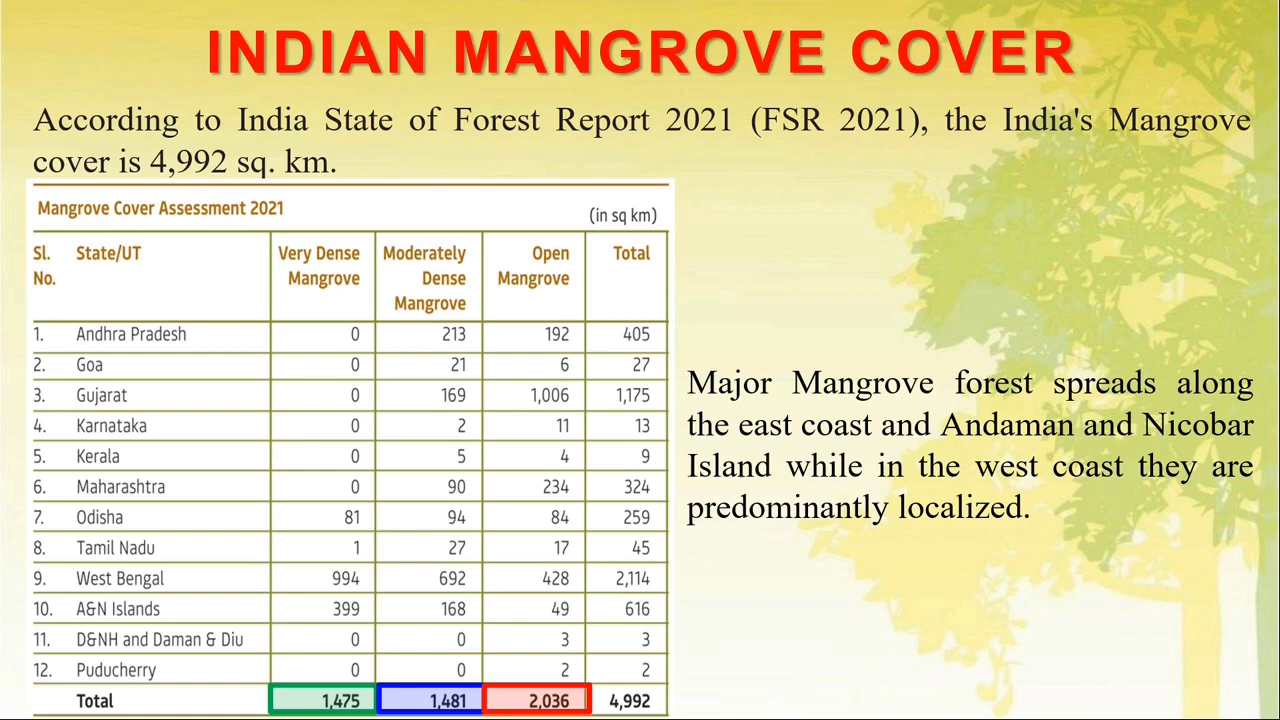 INDIAN MANGROVE COVER
According to India State of Forest Report 2021 (FSR 2021), the India's Mangrove
cover is 4,992 sq. km.
Mangrove Cover Assessment 2021
(in sq km)
Sl. No. State/UT Very Dense Mangrove Moderately Dense Mangrove Open Mangrove Total
1. Andhra Pradesh 0 213 192 405
2. Goa 0 21 6 27
3. Gujarat 0 169 1,006 1,175
4. Karnataka 0 2 11 13
5. Kerala 0 5 4 9
6. Maharashtra 0 90 234 324
7. Odisha 81 94 84 259
8. Tamil Nadu 1 27 17 45
9. West Bengal 994 692 428 2,114
10. A&N Islands 399 168 49 616
11. D&NH and Daman & Diu 0 0 3 3
12. Puducherry 0 0 2 2
Total 1,475 1,481 2,036 4,992
Major Mangrove forest spreads along
the east coast and Andaman and Nicobar
Island while in the west coast they are
predominantly localized.